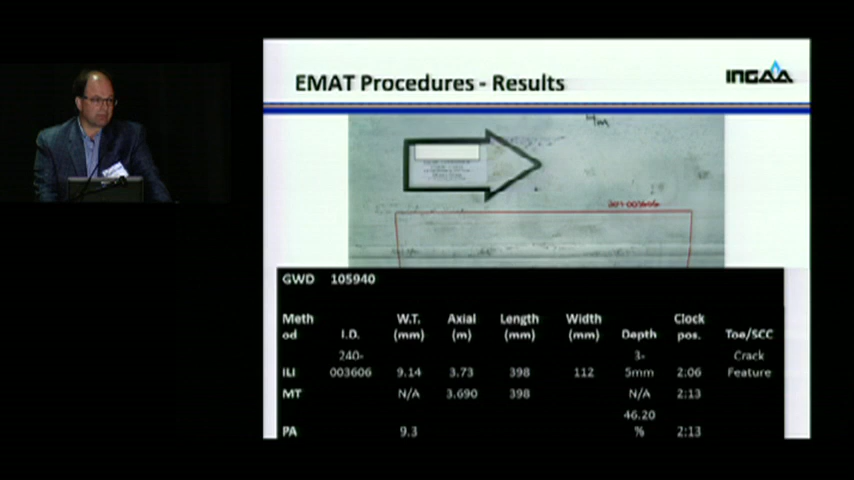 EMAT Procedures - Results
INGAA
4m
GWD 105940
Meth od I.D. W.T. (mm) Axial (m) Length (mm) Width (mm) Depth Clock pos. Toe/SCC
ILI 240-003606 9.14 3.73 398 112 3-5mm 2:06 Crack Feature
MT N/A 3.690 398 N/A 2:13
PA 9.3 46.20 % 2:13